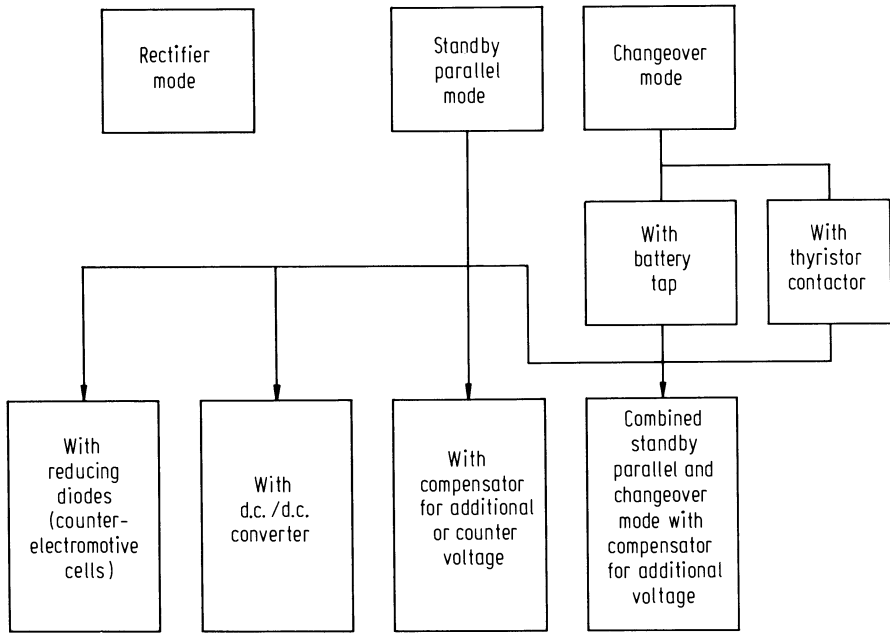 Rectifier
mode
Standby
parallel
mode
Changeover
mode
With
battery
tap
With
thyristor
contactor
With
reducing
diodes
(counter-
electromotive
cells)
With
d.c./d.c.
converter
With
compensator
for additional
or counter
voltage
Combined
standby
parallel and
changeover
mode with
compensator
for additional
voltage